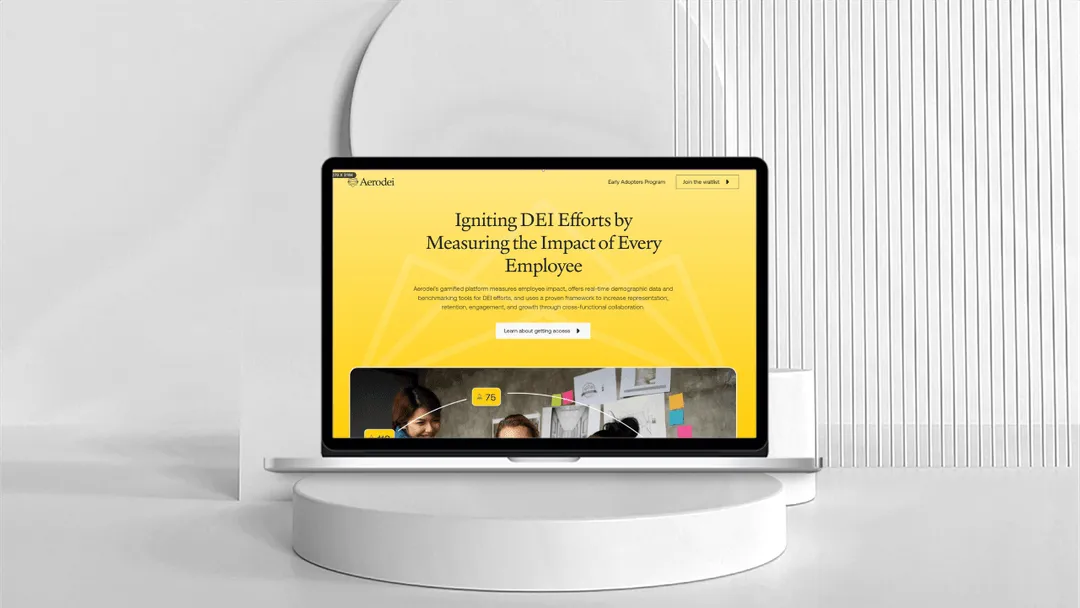 Aerodei
Early Adopters Program
Join the waitlist
Igniting DEI Efforts by
Measuring the Impact of Every
Employee
Aerodei's gamified platform measures employee impact, offers real-time demographic data and
benchmarking tools for DEI efforts, and uses a proven framework to increase representation,
retention, engagement, and growth through cross-functional collaboration.
Learn about getting access
75